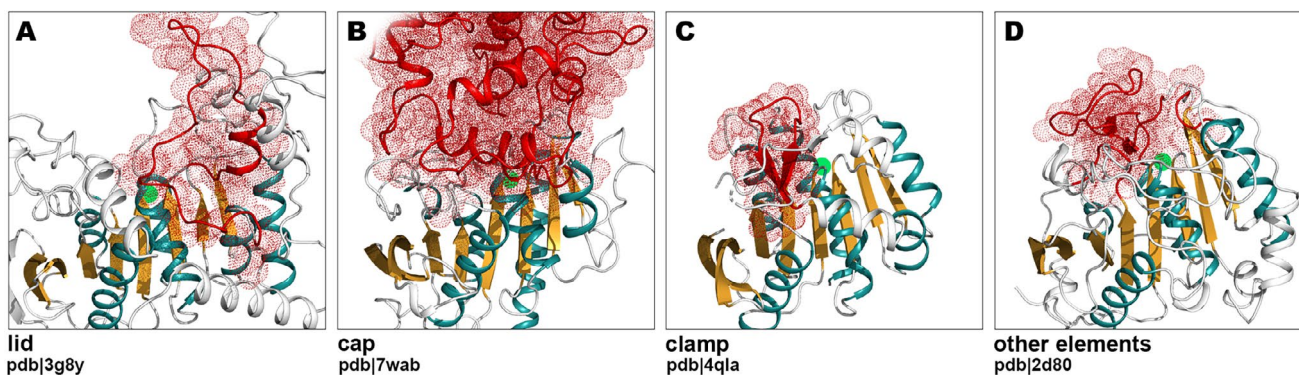 A
B
C
D
lid
pdb|3g8y
cap
pdb|7wab
clamp
pdb|4qla
other elements
pdb|2d80